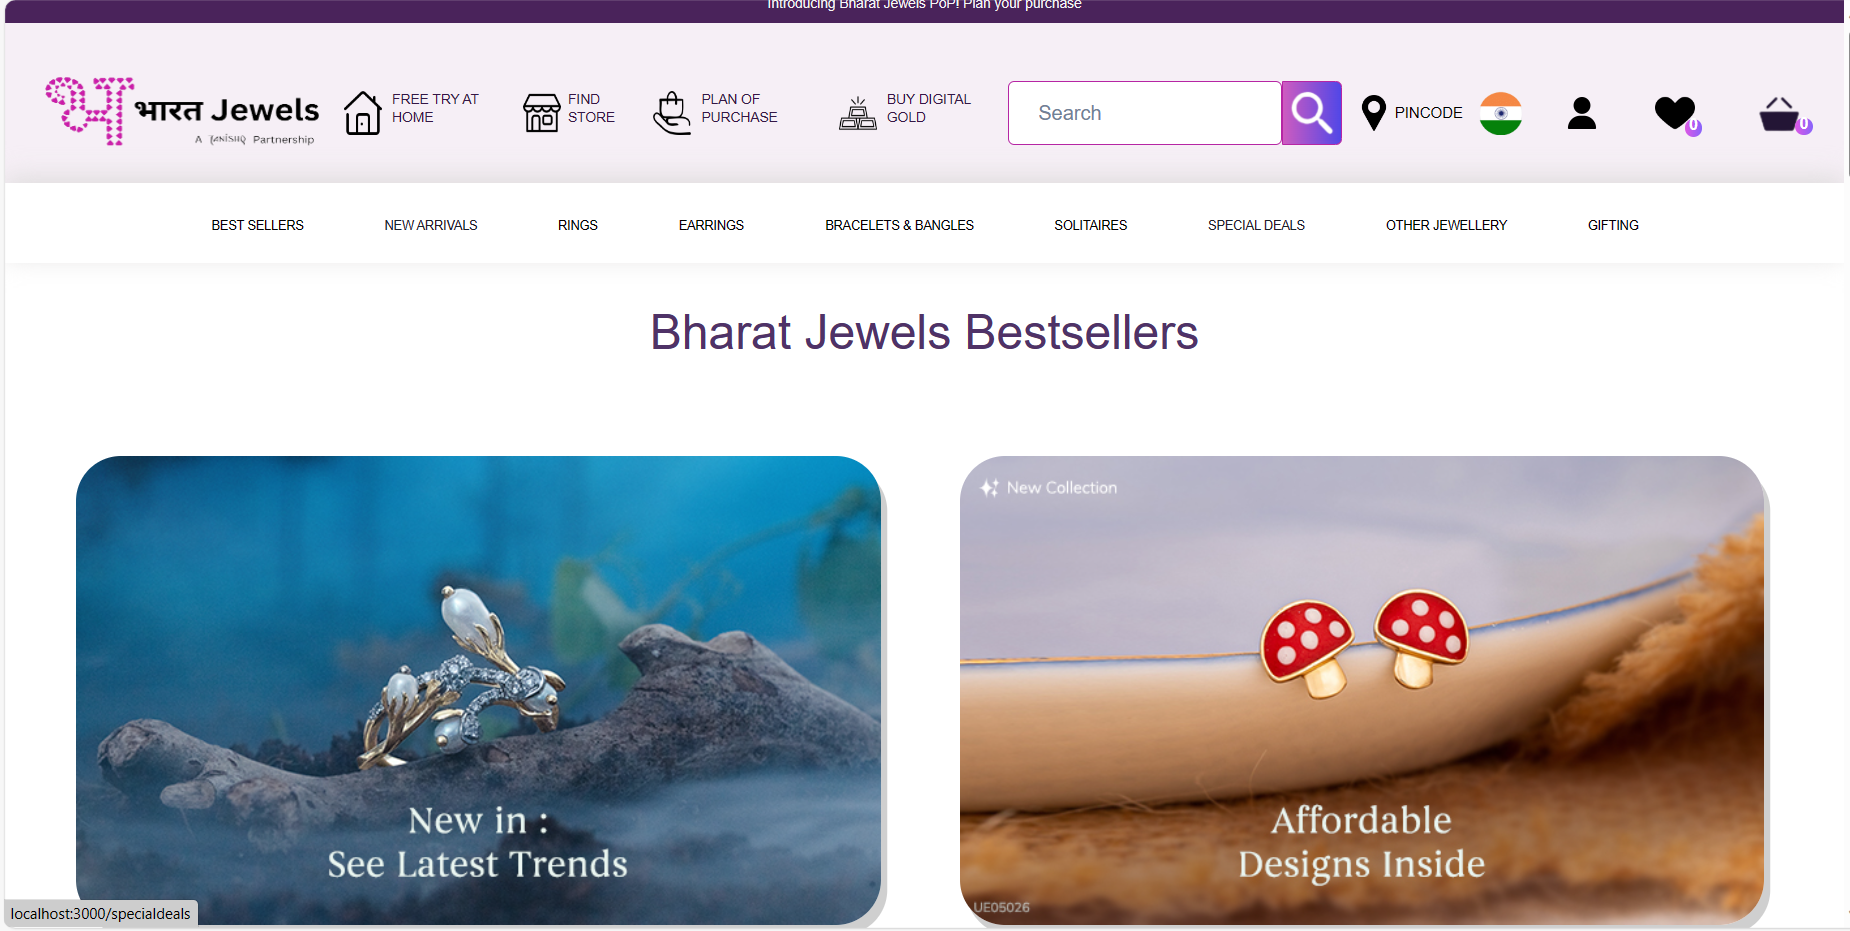 Introducing Bharat Jewels PoP! Plan your purchase
भारत Jewels
A TANISHQ Partnership
FREE TRY AT
HOME
FIND
STORE
PLAN OF
PURCHASE
BUY DIGITAL
GOLD
Search
PINCODE
0
0
BEST SELLERS
NEW ARRIVALS
RINGS
EARRINGS
BRACELETS & BANGLES
SOLITAIRES
SPECIAL DEALS
OTHER JEWELLERY
GIFTING
Bharat Jewels Bestsellers
New in :
See Latest Trends
New Collection
Affordable
Designs Inside
UE05026
localhost:3000/specialdeals